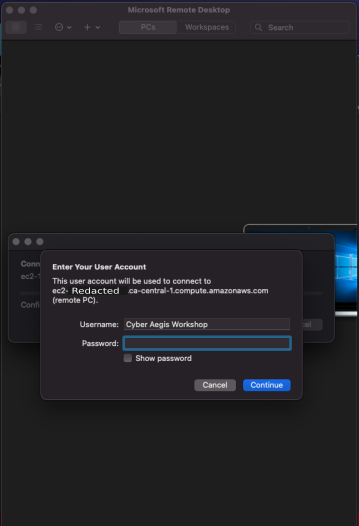 Microsoft Remote Desktop
PCs
Workspaces
Search
Conn
ec2-1
Confi
cel
Enter Your User Account
This user account will be used to connect to
ec2- Redacted .ca-central-1.compute.amazonaws.com
(remote PC).
Username: Cyber Aegis Workshop
Password:
Show password
Cancel
Continue